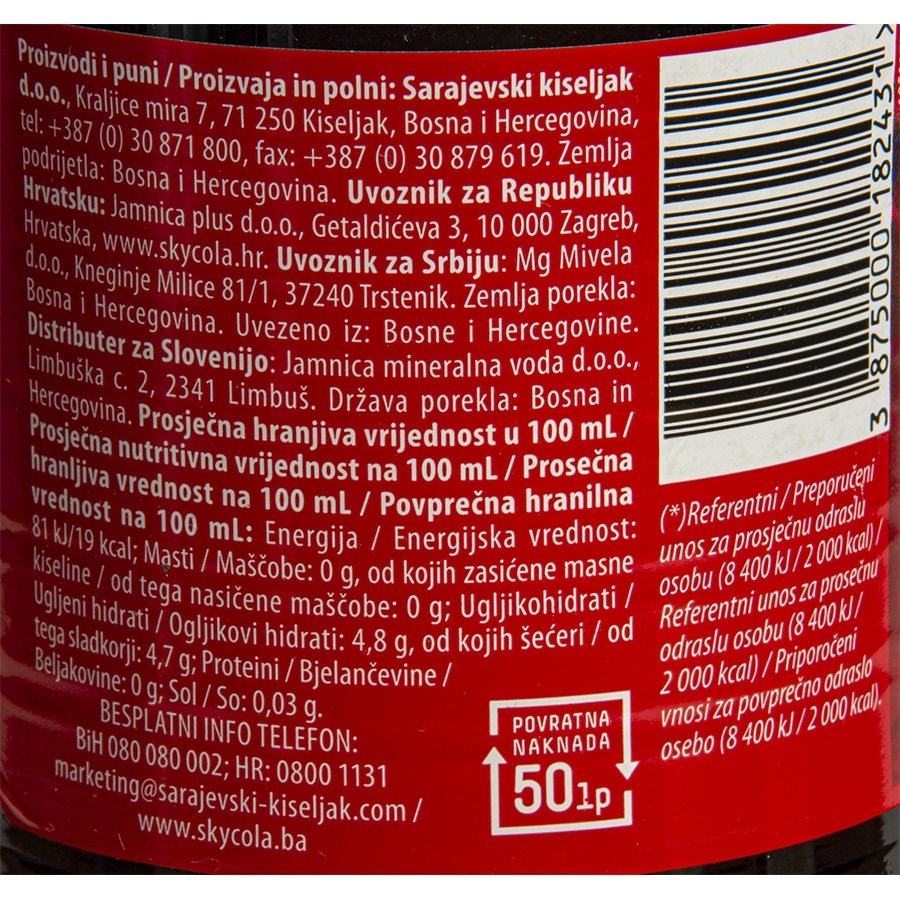 Proizvodi i puni / Proizvaja in polni: Sarajevski kiseljak
d.o.o., Kraljice mira 7, 71 250 Kiseljak, Bosna i Hercegovina,
tel: +387 (0) 30 871 800, fax: +387 (0) 30 879 619. Zemlja
podrijetla: Bosna i Hercegovina. Uvoznik za Republiku
Hrvatsku: Jamnica plus d.o.o., Getaldićeva 3, 10 000 Zagreb,
Hrvatska, www.skycola.hr. Uvoznik za Srbiju: Mg Mivela
d.o.o., Kneginje Milice 81/1, 37240 Trstenik. Zemlja porekla:
Bosna i Hercegovina. Uvezeno iz: Bosne i Hercegovine.
Distributer za Slovenijo: Jamnica mineralna voda d.o.o.,
Limbuška c. 2, 2341 Limbuš. Država porekla: Bosna in
Hercegovina. Prosječna hranjiva vrijednost u 100 mL /
Prosječna nutritivna vrijednost na 100 mL / Prosečna
hranljiva vrednost na 100 mL / Povprečna hranilna
vrednost na 100 mL: Energija / Energijska vrednost:
81 kJ/19 kcal; Masti / Maščobe: 0 g, od kojih zasićene masne
kiseline / od tega nasičene maščobe: 0 g; Ugljikohidrati /
Ugljeni hidrati / Ogljikovi hidrati: 4,8 g, od kojih šećeri / od
tega sladkorji: 4,7 g; Proteini / Bjelančevine /
Beljakovine: 0 g; Sol / So: 0,03 g.
BESPLATNI INFO TELEFON:
BiH 080 080 002; HR: 0800 1131
marketing@sarajevski-kiseljak.com /
www.skycola.ba
POVRATNA
NAKNADA
50lp
3 875000 182431 >
(*)Referentni / Preporučeni
unos za prosječnu odraslu
osobu (8 400 kJ / 2 000 kcal) /
Referentni unos za prosečnu
odraslu osobu (8 400 kJ /
2 000 kcal) / Priporočeni
vnosi za povprečno odraslo
osebo (8 400 kJ / 2 000 kcal).